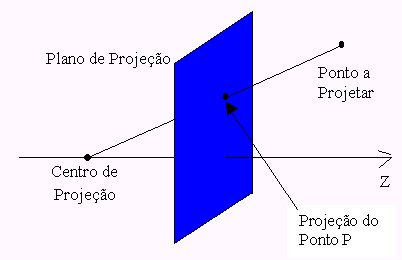 Plano de Projeção
Ponto a
Projetar
Centro de
Projeção
Z
Projeção do
Ponto P